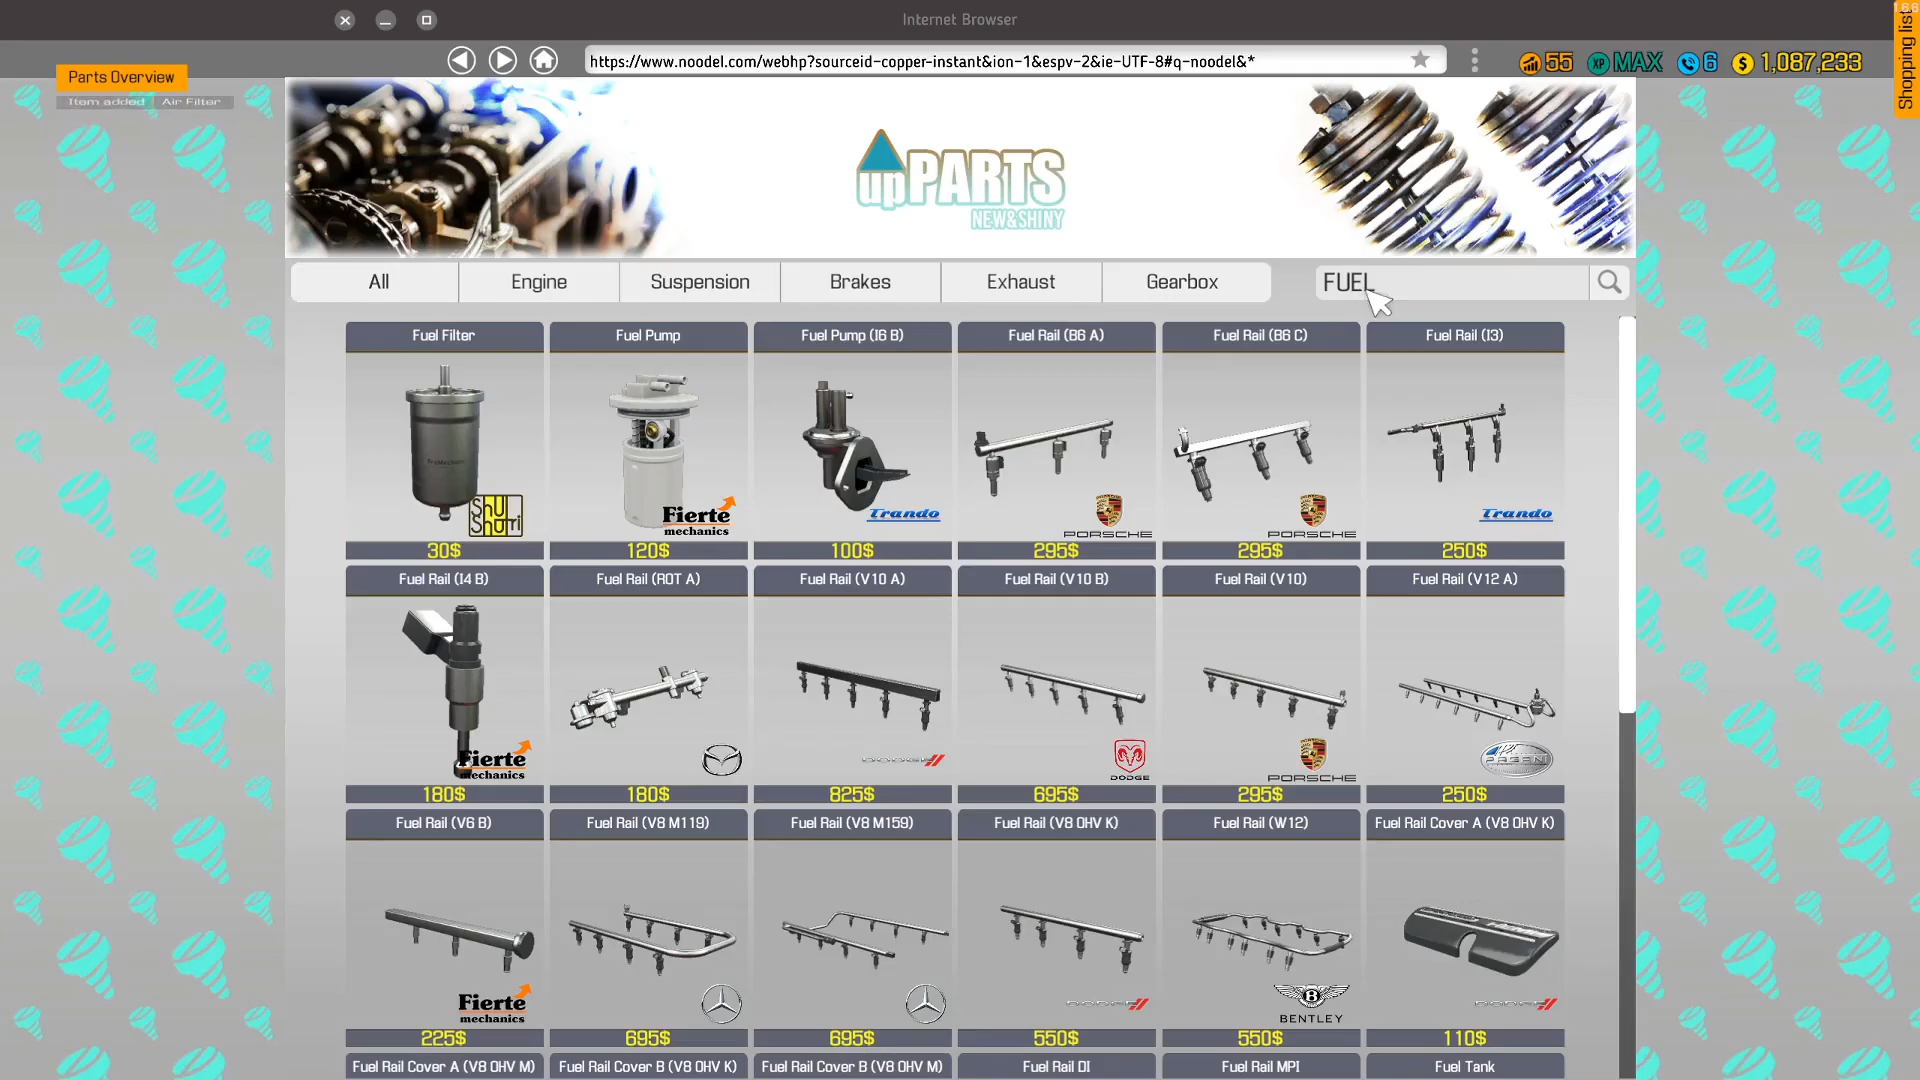 Internet Browser
1.6.6
Shopping list
https://www.noodel.com/webhp?sourceid-copper-instant&ion-1&espv-2&ie-UTF-8#q-noodel&*
55 XP MAX 6 $ 1,087,233
Parts Overview
Item added Air Filter
upPARTS
NEW&SHINY
All Engine Suspension Brakes Exhaust Gearbox FUEL
Fuel Filter Fuel Pump Fuel Pump (I6 B) Fuel Rail (B6 A) Fuel Rail (B6 C) Fuel Rail (I3)
Shu Shuri Fierte mechanics Trando PORSCHE PORSCHE Trando
30$ 120$ 100$ 295$ 295$ 250$
Fuel Rail (I4 B) Fuel Rail (ROT A) Fuel Rail (V10 A) Fuel Rail (V10 B) Fuel Rail (V10) Fuel Rail (V12 A)
Fierte mechanics DODGE DODGE PORSCHE PAGANI
180$ 180$ 825$ 695$ 295$ 250$
Fuel Rail (V6 B) Fuel Rail (V8 M119) Fuel Rail (V8 M159) Fuel Rail (V8 OHV K) Fuel Rail (W12) Fuel Rail Cover A (V8 OHV K)
Fierte mechanics DODGE BENTLEY DODGE
225$ 695$ 695$ 550$ 550$ 110$
Fuel Rail Cover A (V8 OHV M) Fuel Rail Cover B (V8 OHV K) Fuel Rail Cover B (V8 OHV M) Fuel Rail DI Fuel Rail MPI Fuel Tank